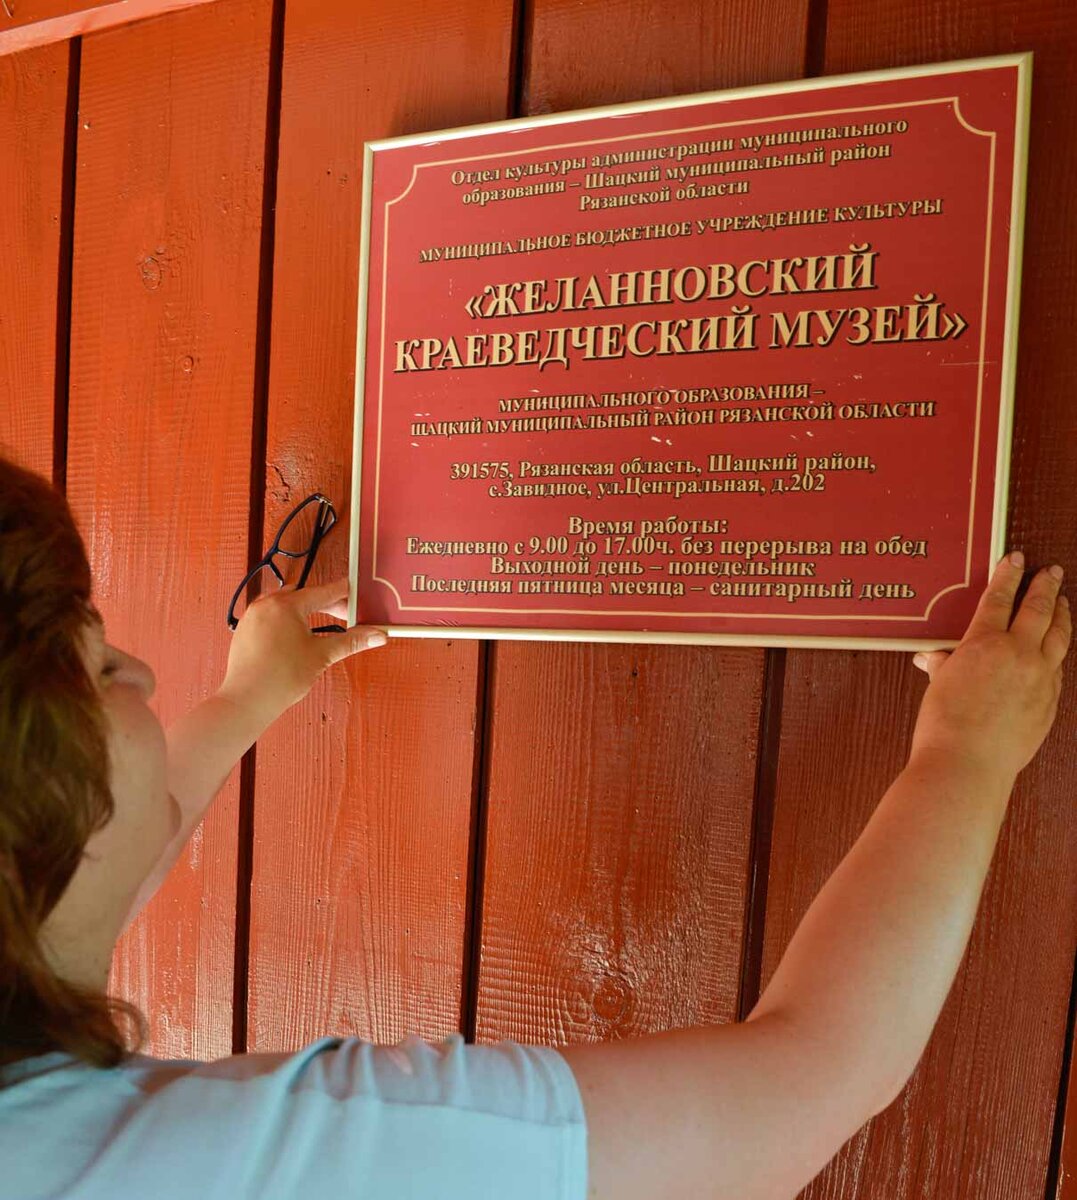 Отдел культуры администрации муниципального
образования – Шацкий муниципальный район
Рязанской области
МУНИЦИПАЛЬНОЕ БЮДЖЕТНОЕ УЧРЕЖДЕНИЕ КУЛЬТУРЫ
«ЖЕЛАННОВСКИЙ
КРАЕВЕДЧЕСКИЙ МУЗЕЙ»
МУНИЦИПАЛЬНОГО ОБРАЗОВАНИЯ –
ШАЦКИЙ МУНИЦИПАЛЬНЫЙ РАЙОН РЯЗАНСКОЙ ОБЛАСТИ
391575, Рязанская область, Шацкий район,
с.Завидное, ул.Центральная, д.202
Время работы:
Ежедневно с 9.00 до 17.00ч. без перерыва на обед
Выходной день – понедельник
Последняя пятница месяца – санитарный день